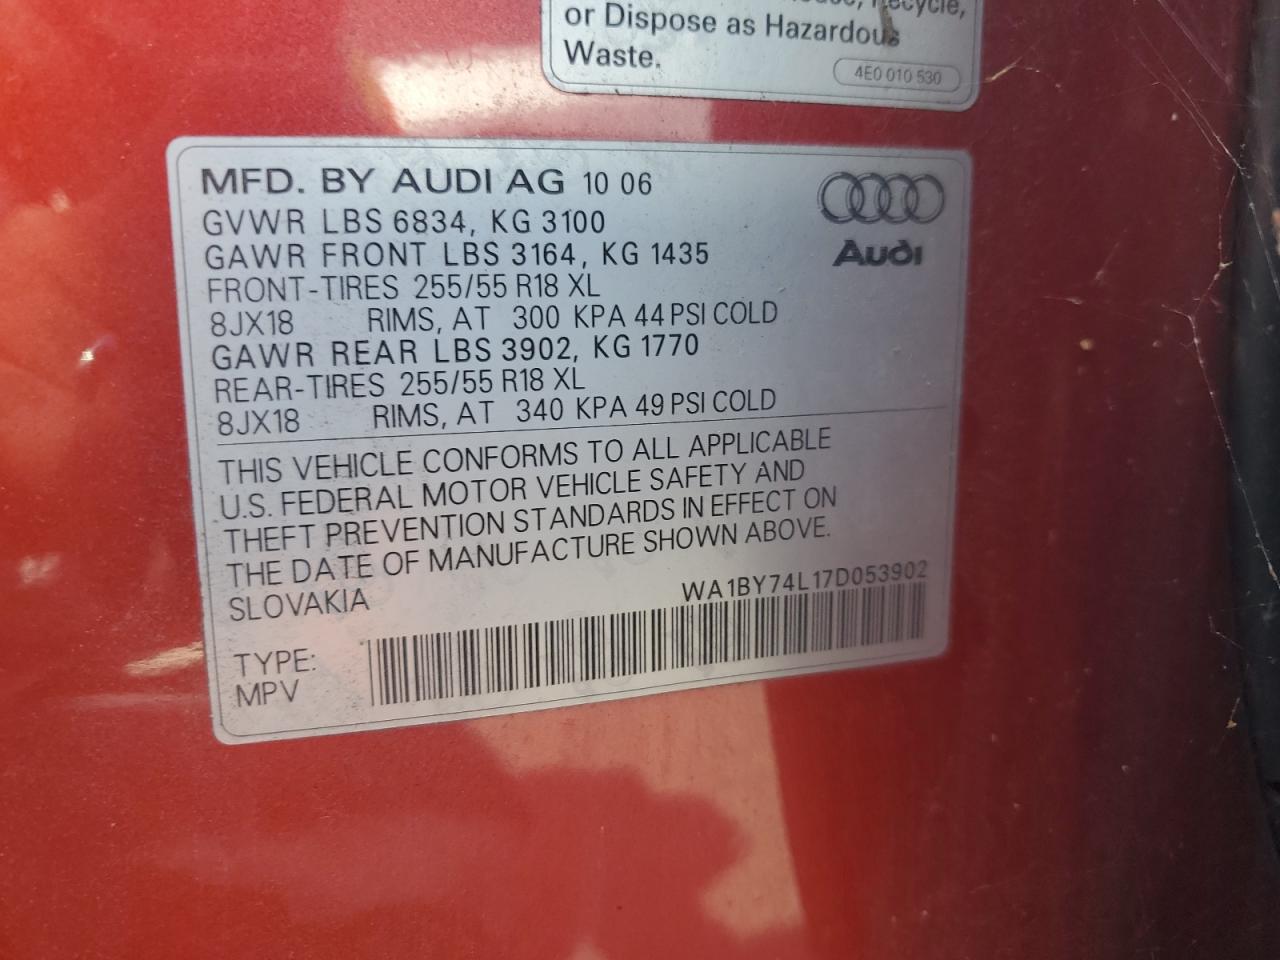 or Dispose as Hazardous
Waste.
4E0 010 530
MFD. BY AUDI AG 10 06
GVWR LBS 6834, KG 3100
GAWR FRONT LBS 3164, KG 1435
FRONT-TIRES 255/55 R18 XL
8JX18 RIMS, AT 300 KPA 44 PSI COLD
GAWR REAR LBS 3902, KG 1770
REAR-TIRES 255/55 R18 XL
8JX18 RIMS, AT 340 KPA 49 PSI COLD
Audi
THIS VEHICLE CONFORMS TO ALL APPLICABLE
U.S. FEDERAL MOTOR VEHICLE SAFETY AND
THEFT PREVENTION STANDARDS IN EFFECT ON
THE DATE OF MANUFACTURE SHOWN ABOVE.
SLOVAKIA
WA1BY74L17D053902
TYPE:
MPV